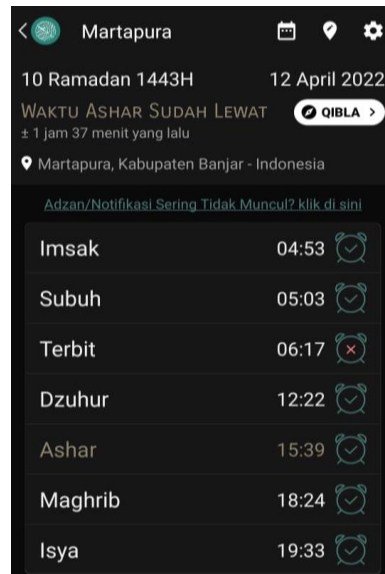 Martapura
10 Ramadan 1443H 12 April 2022
WAKTU ASHAR SUDAH LEWAT QIBLA >
± 1 jam 37 menit yang lalu
Martapura, Kabupaten Banjar - Indonesia
Adzan/Notifikasi Sering Tidak Muncul? klik di sini
Imsak 04:53
Subuh 05:03
Terbit 06:17
Dzuhur 12:22
Ashar 15:39
Maghrib 18:24
Isya 19:33